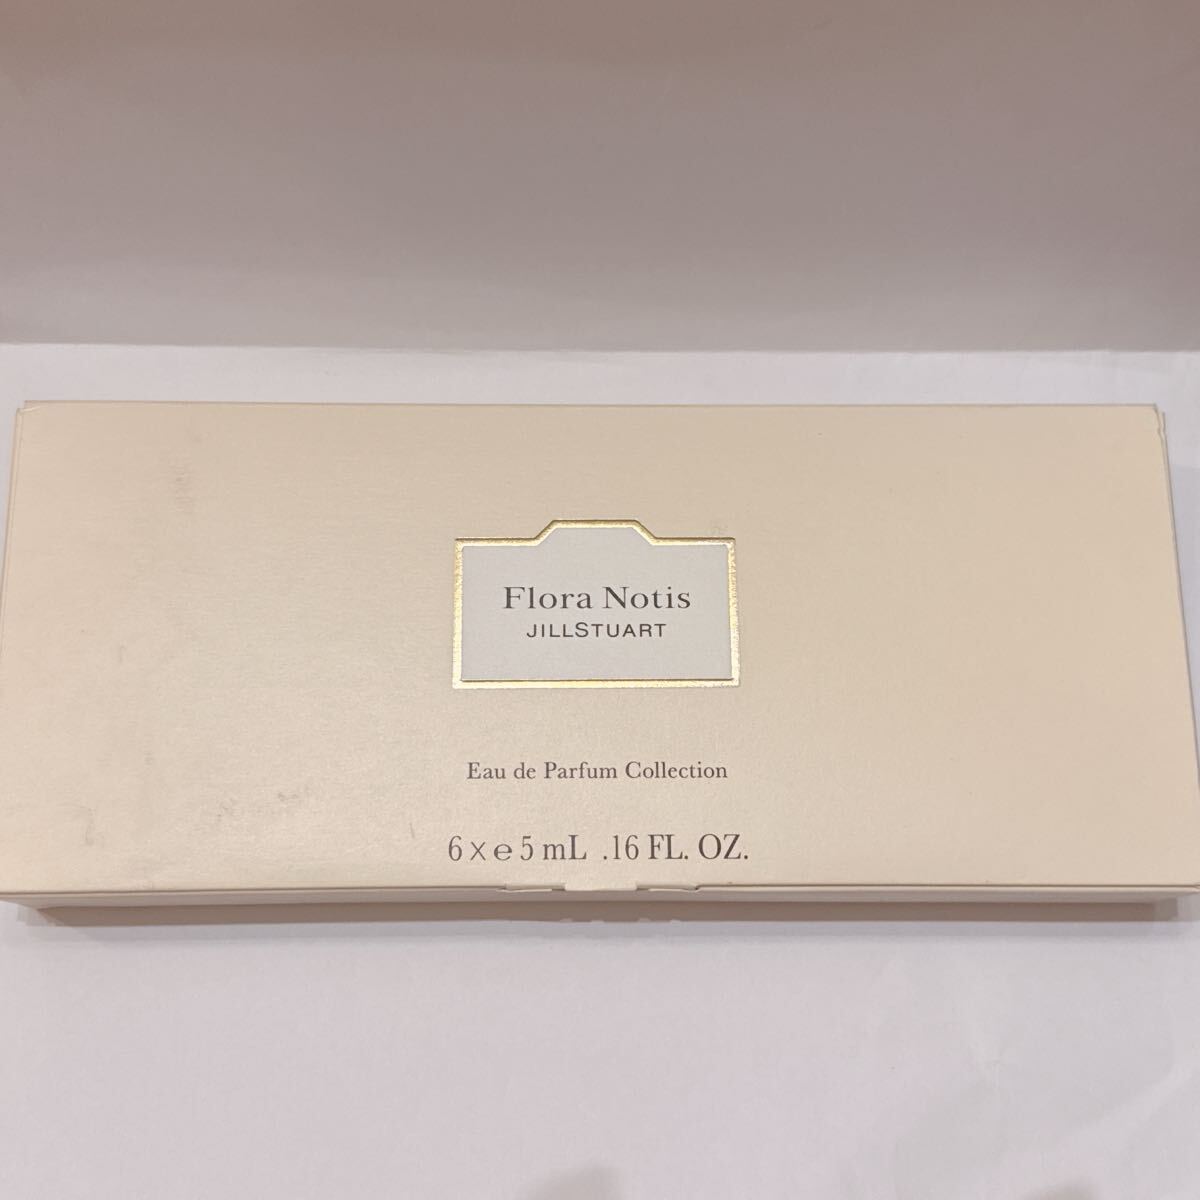 Flora Notis
JILLSTUART
Eau de Parfum Collection
6×℮5mL .16 FL. OZ.